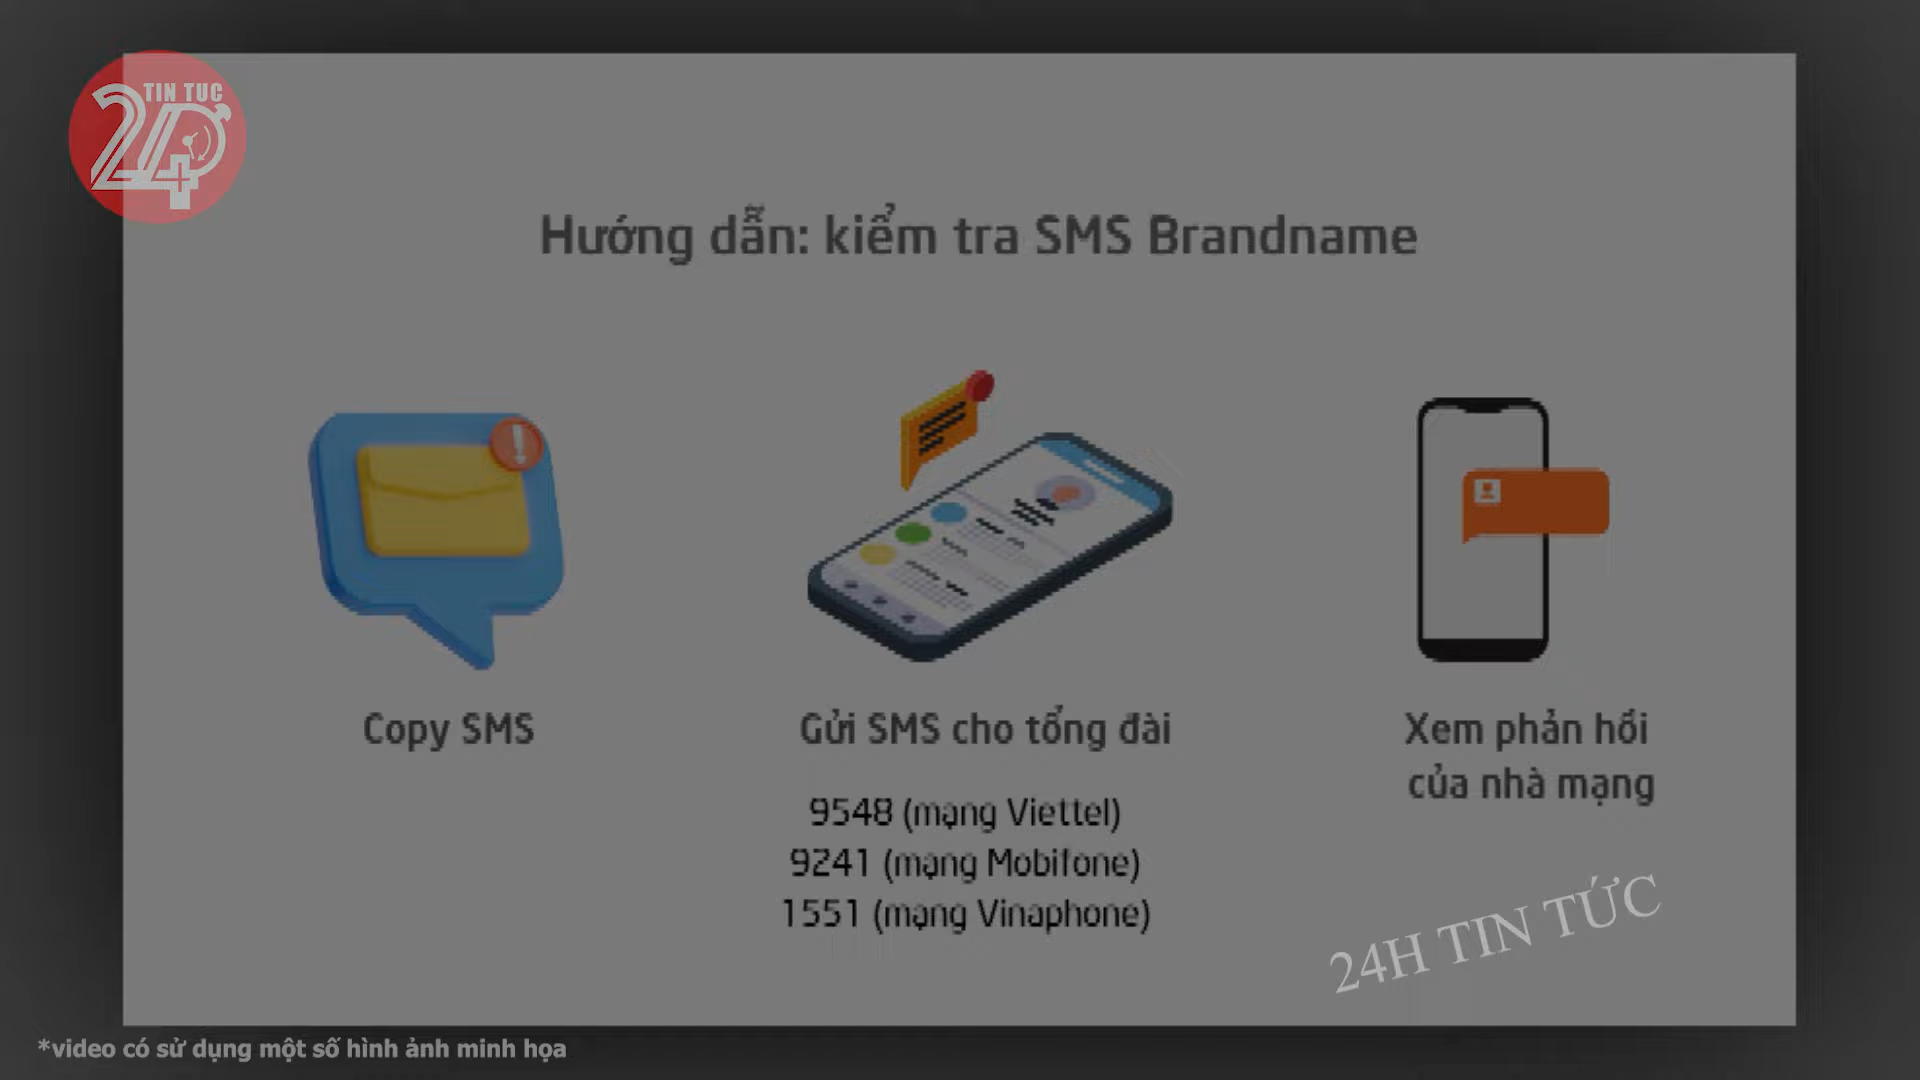 TIN TUC
24
Hướng dẫn: kiểm tra SMS Brandname
Copy SMS
Gửi SMS cho tổng đài
9548 (mạng Viettel)
9241 (mạng Mobifone)
1551 (mạng Vinaphone)
Xem phản hồi
của nhà mạng
24H TIN TỨC
*video có sử dụng một số hình ảnh minh họa